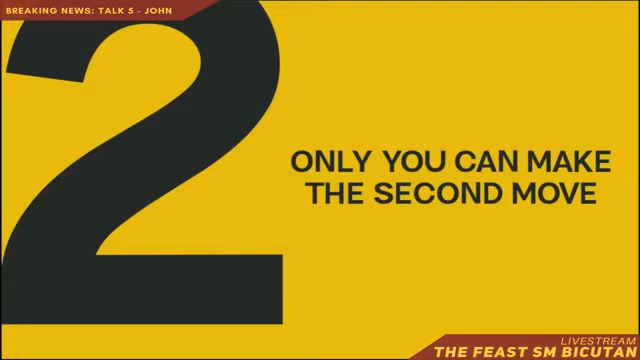 BREAKING NEWS: TALK 5 - JOHN
2
ONLY YOU CAN MAKE
THE SECOND MOVE
LIVESTREAM
THE FEAST SM BICUTAN